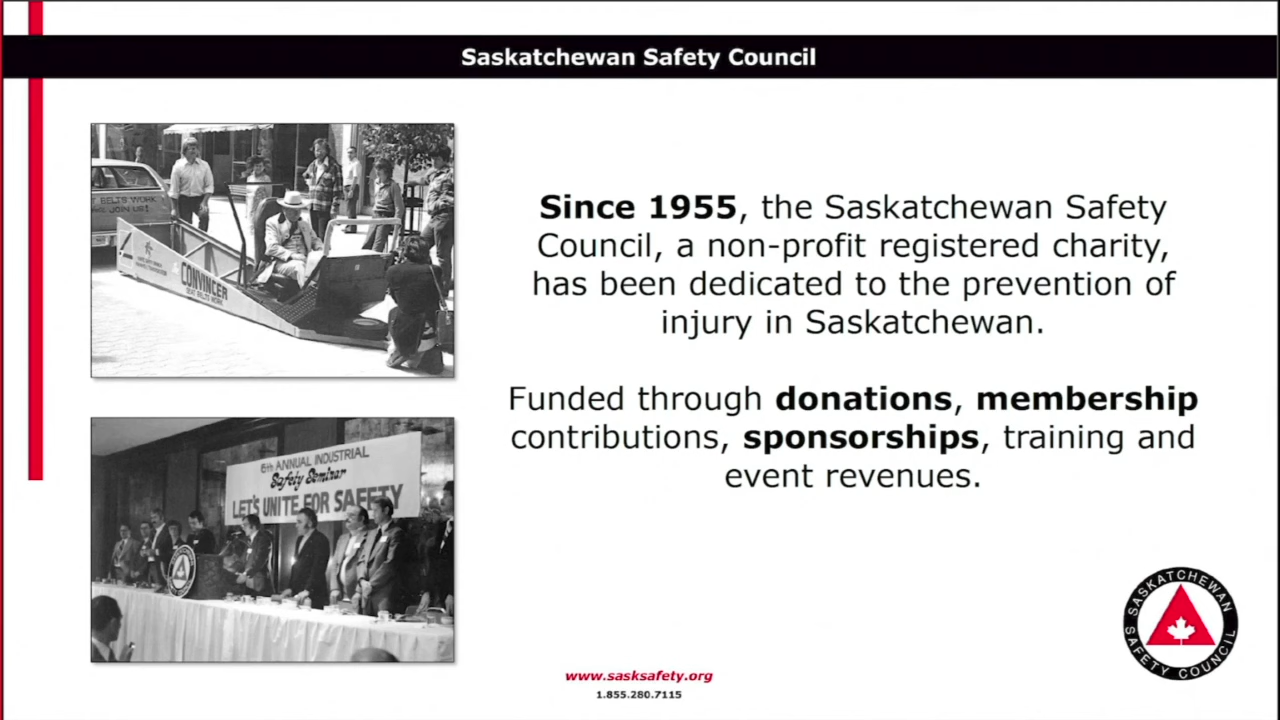 Saskatchewan Safety Council
T BELTS WORK
JOIN US!
CONVINCER
SEAT BELTS WORK
6th ANNUAL INDUSTRIAL
Safety Seminar
LET'S UNITE FOR SAFETY
Since 1955, the Saskatchewan Safety
Council, a non-profit registered charity,
has been dedicated to the prevention of
injury in Saskatchewan.
Funded through donations, membership
contributions, sponsorships, training and
event revenues.
SASKATCHEWAN
SAFETY COUNCIL
www.sasksafety.org
1.855.280.7115